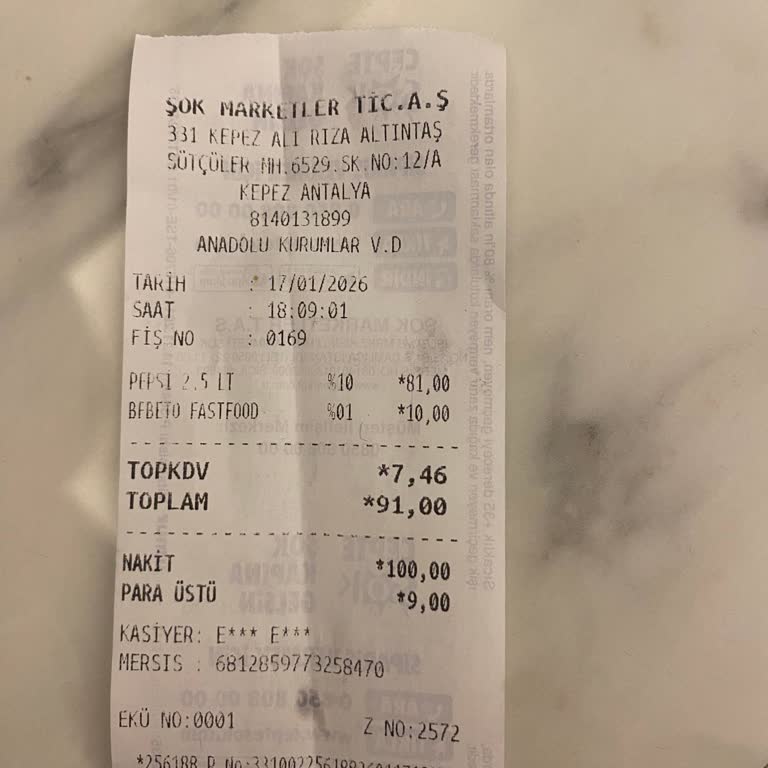 ŞOK MARKETLER TİC.A.Ş
331 KEPEZ ALİ RIZA ALTINTAŞ
SÜTÇÜLER MH.6529.SK.NO:12/A
KEPEZ ANTALYA
8140131899
ANADOLU KURUMLAR V.D
TARİH : 17/01/2026
SAAT : 18:09:01
FİŞ NO : 0169
PEPSİ 2,5 LT %10 *81,00
BEBETO FASTFOOD %01 *10,00
TOPKDV *7,46
TOPLAM *91,00
NAKİT *100,00
PARA ÜSTÜ *9,00
KASİYER: E*** E***
MERSIS : 6812859773258470
EKÜ NO:0001 Z NO:2572